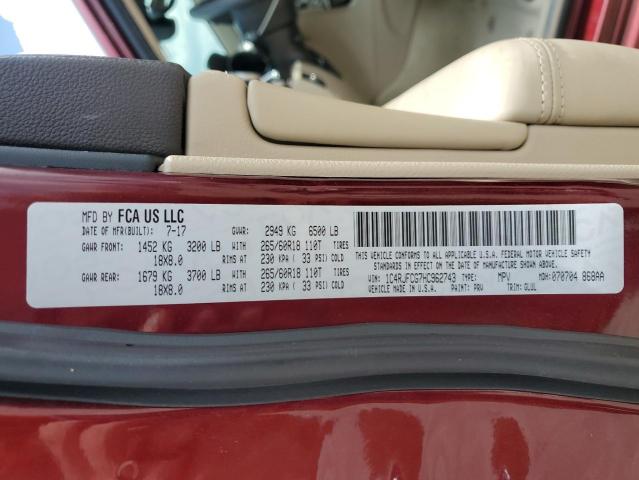 MFD BY FCA US LLC
DATE OF MFR(BUILT): 7-17 GVWR: 2949 KG 6500 LB
GAWR FRONT: 1452 KG 3200 LB WITH 265/60R18 110T TIRES
18X8.0 RIMS AT 230 KPA ( 33 PSI) COLD
GAWR REAR: 1679 KG 3700 LB WITH 265/60R18 110T TIRES
18X8.0 RIMS AT 230 KPA ( 33 PSI) COLD
THIS VEHICLE CONFORMS TO ALL APPLICABLE U.S.A. FEDERAL MOTOR VEHICLE SAFETY
STANDARDS IN EFFECT ON THE DATE OF MANUFACTURE SHOWN ABOVE.
VIN: 1C4RJFCG7HC962743 TYPE: MPV MDH: 070704 868AA
MADE IN U.S.A. PAINT: PRV TRIM: GLUL